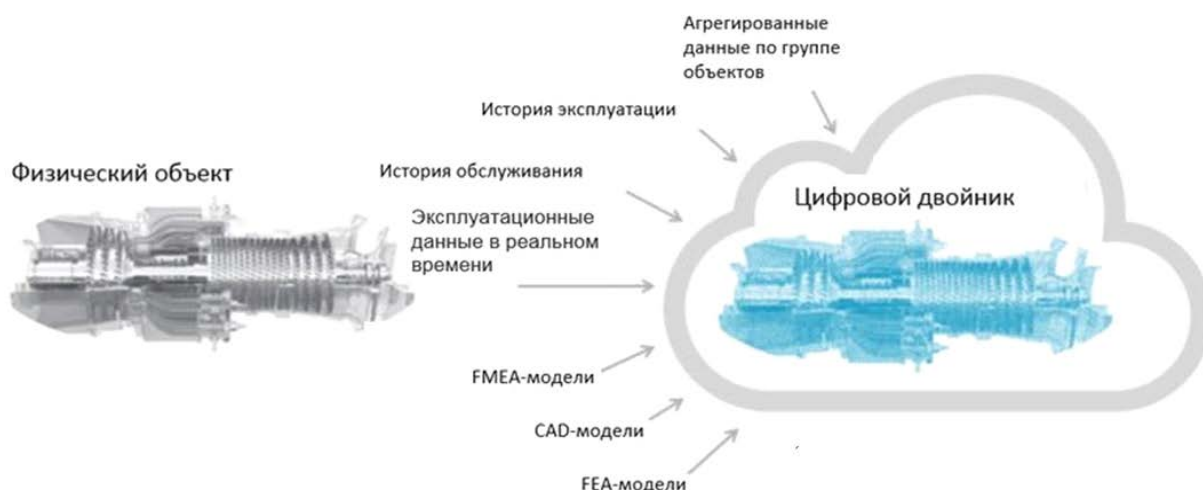 Агрегированные
данные по группе
объектов
История эксплуатации
Физический объект
История обслуживания
Цифровой двойник
Эксплуатационные
данные в реальном
времени
FMEA-модели
CAD-модели
FEA-модели